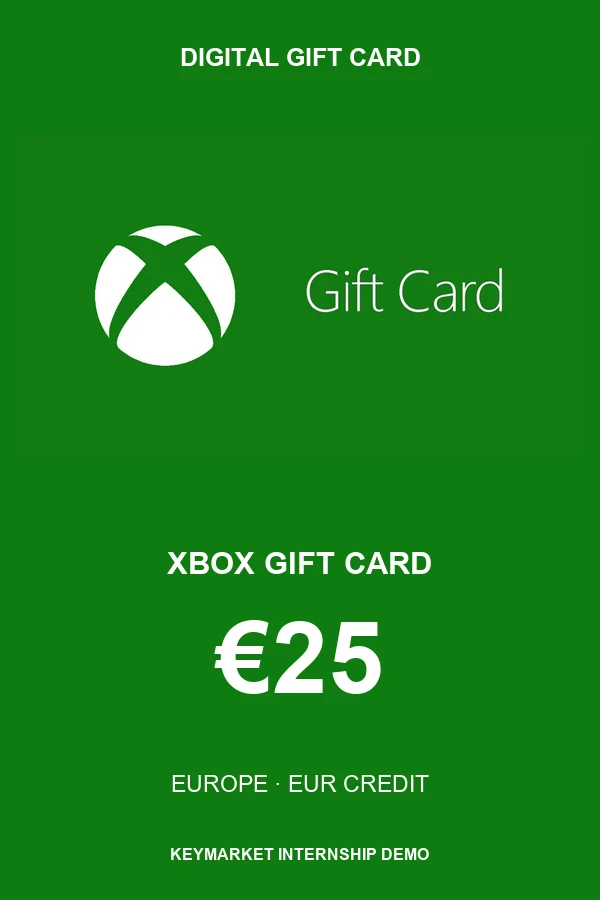 DIGITAL GIFT CARD
Gift Card
XBOX GIFT CARD
€25
EUROPE · EUR CREDIT
KEYMARKET INTERNSHIP DEMO